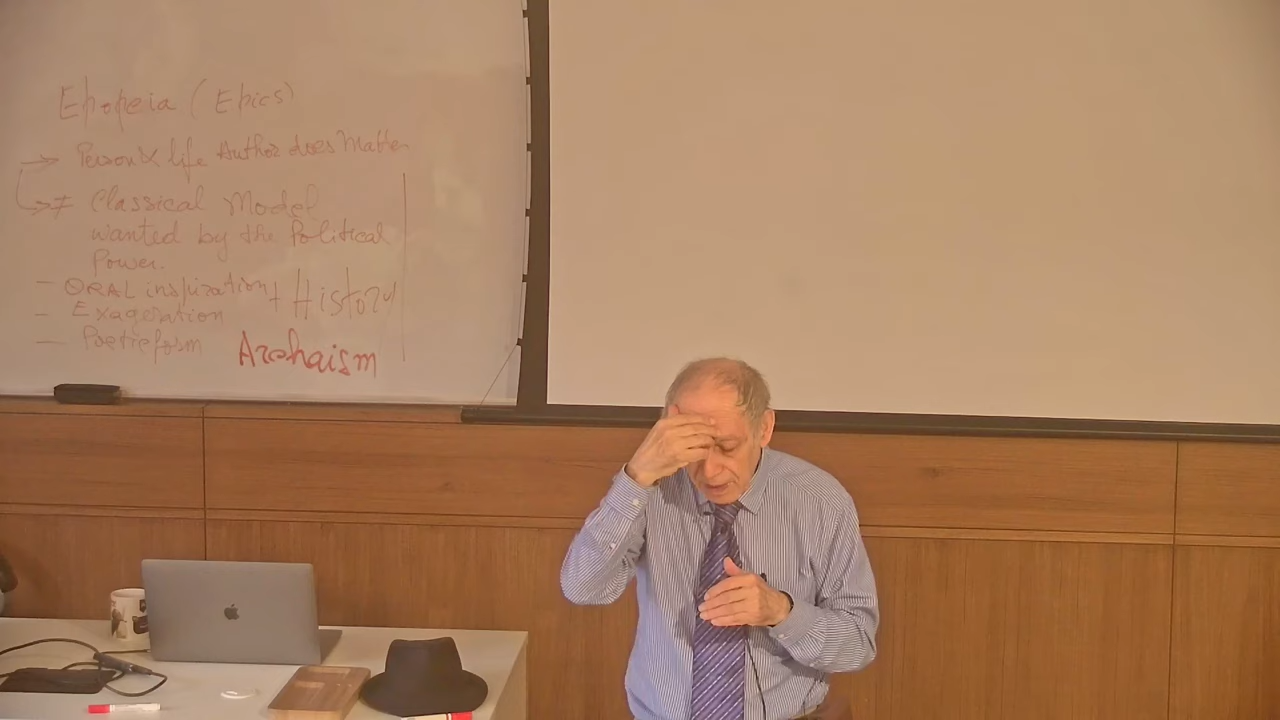 Epopeia (Epics)
→ Person & life Author does Matter
→ ≠ Classical Model
wanted by the Political
Power.
- ORAL inspiration + History
- Exageration
- Poetic form Archaism